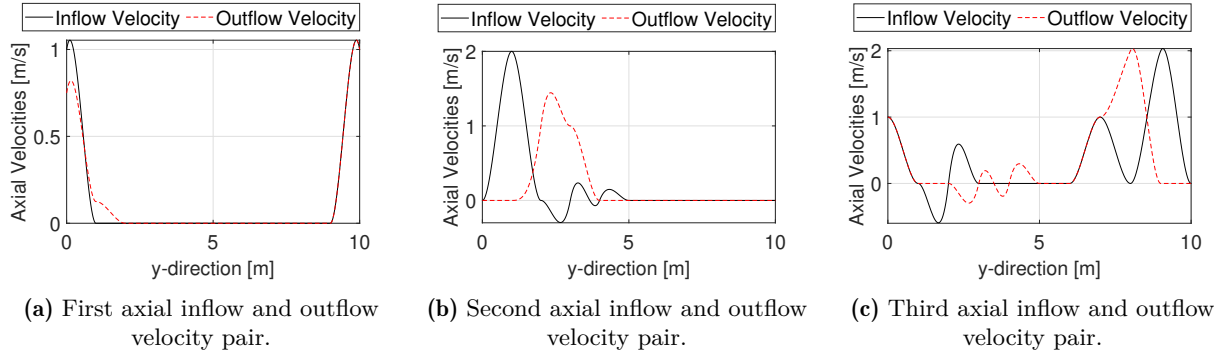 Inflow Velocity Outflow Velocity
Axial Velocities [m/s]
1
0.5
0
0 5 10
y-direction [m]
(a) First axial inflow and outflow
velocity pair.
Inflow Velocity Outflow Velocity
Axial Velocities [m/s]
2
1
0
0 5 10
y-direction [m]
(b) Second axial inflow and outflow
velocity pair.
Inflow Velocity Outflow Velocity
Axial Velocities [m/s]
2
1
0
0 5 10
y-direction [m]
(c) Third axial inflow and outflow
velocity pair.